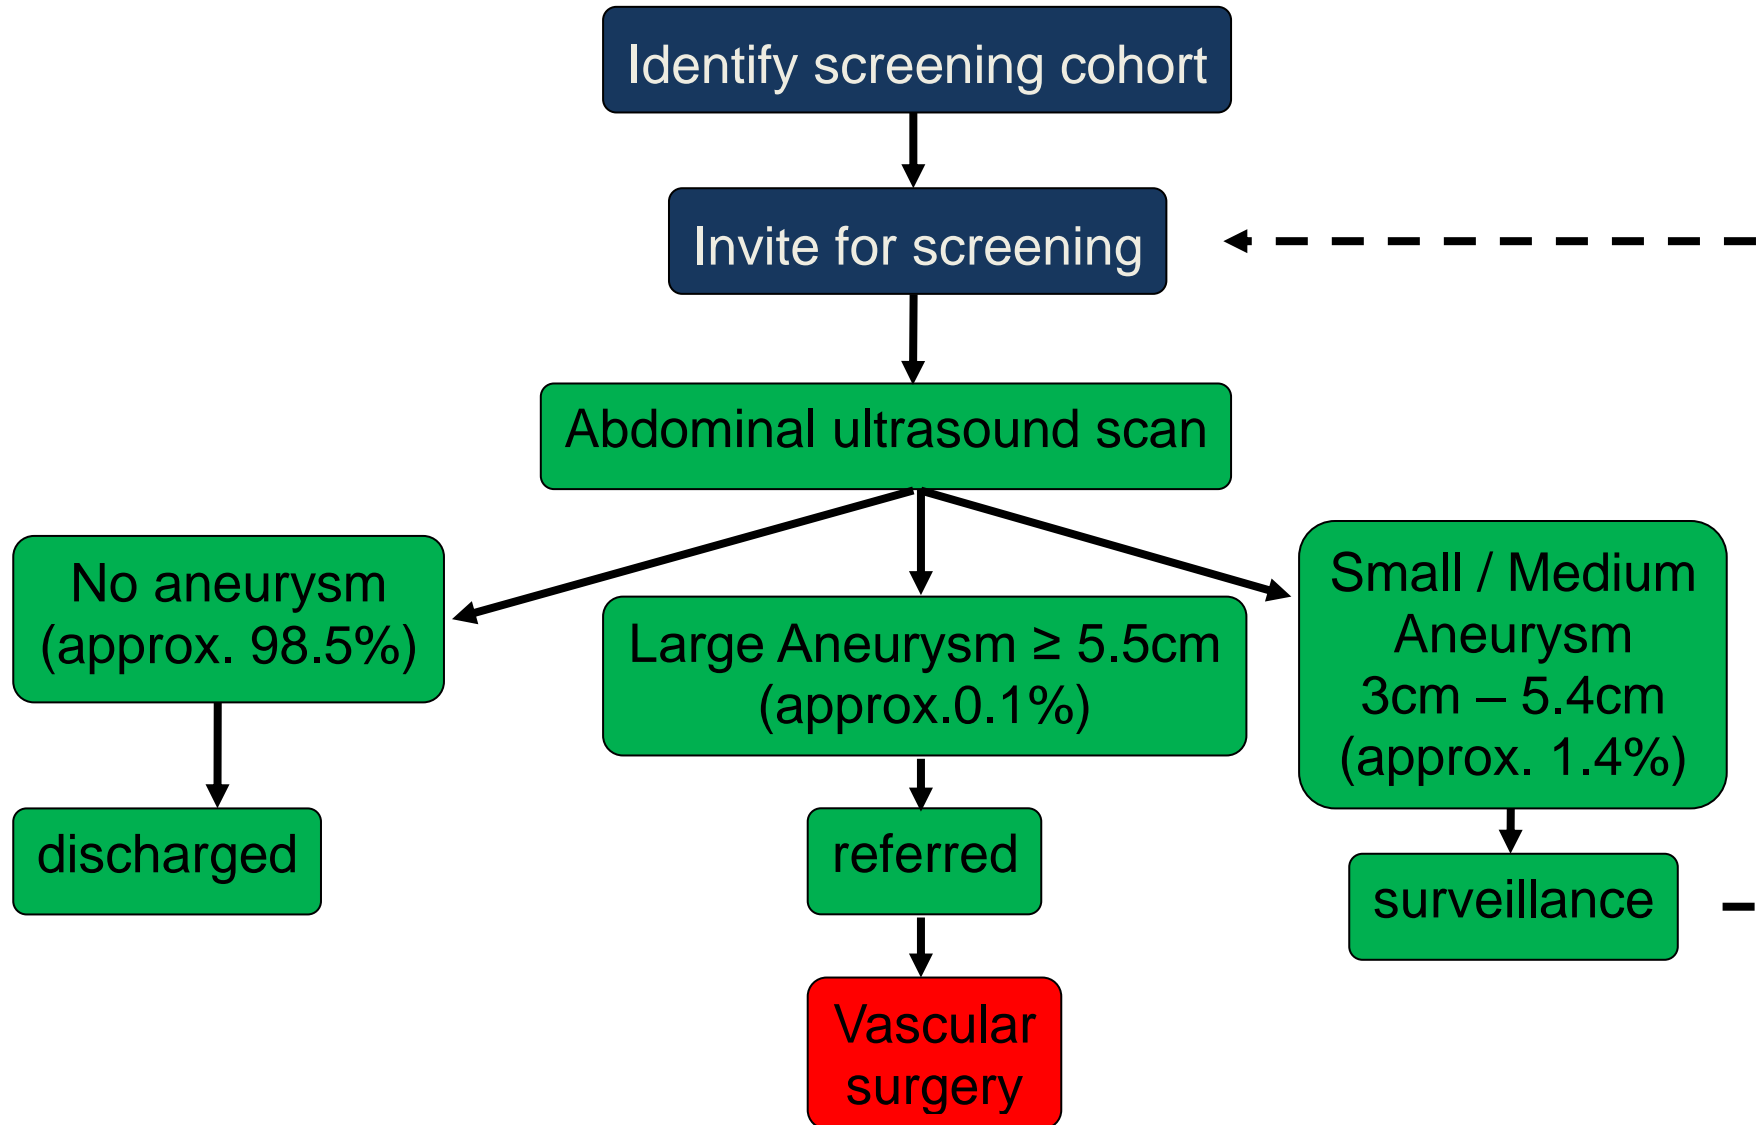 Identify screening cohort
Invite for screening
Abdominal ultrasound scan
No aneurysm
(approx. 98.5%)
Large Aneurysm ≥ 5.5cm
(approx.0.1%)
Small / Medium
Aneurysm
3cm – 5.4cm
(approx. 1.4%)
discharged
referred
surveillance
Vascular
surgery